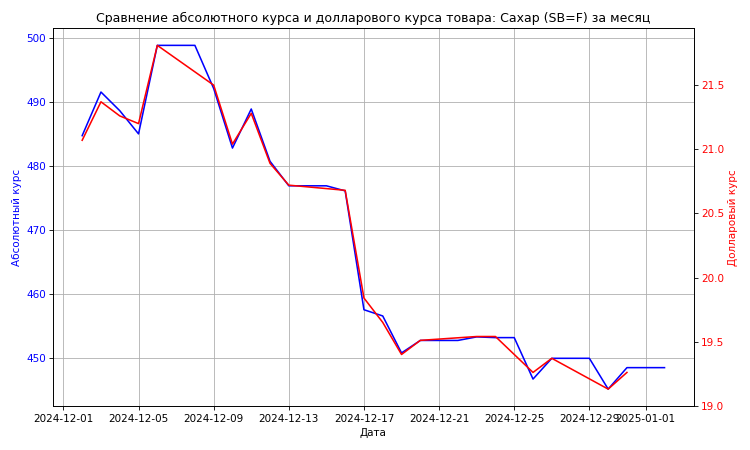 Сравнение абсолютного курса и долларового курса товара: Сахар (SB=F) за месяц
500
490
480
470
460
450
Абсолютный курс
21.5
21.0
20.5
20.0
19.5
19.0
Долларовый курс
2024-12-01 2024-12-05 2024-12-09 2024-12-13 2024-12-17 2024-12-21 2024-12-25 2024-12-29 2025-01-01
Дата